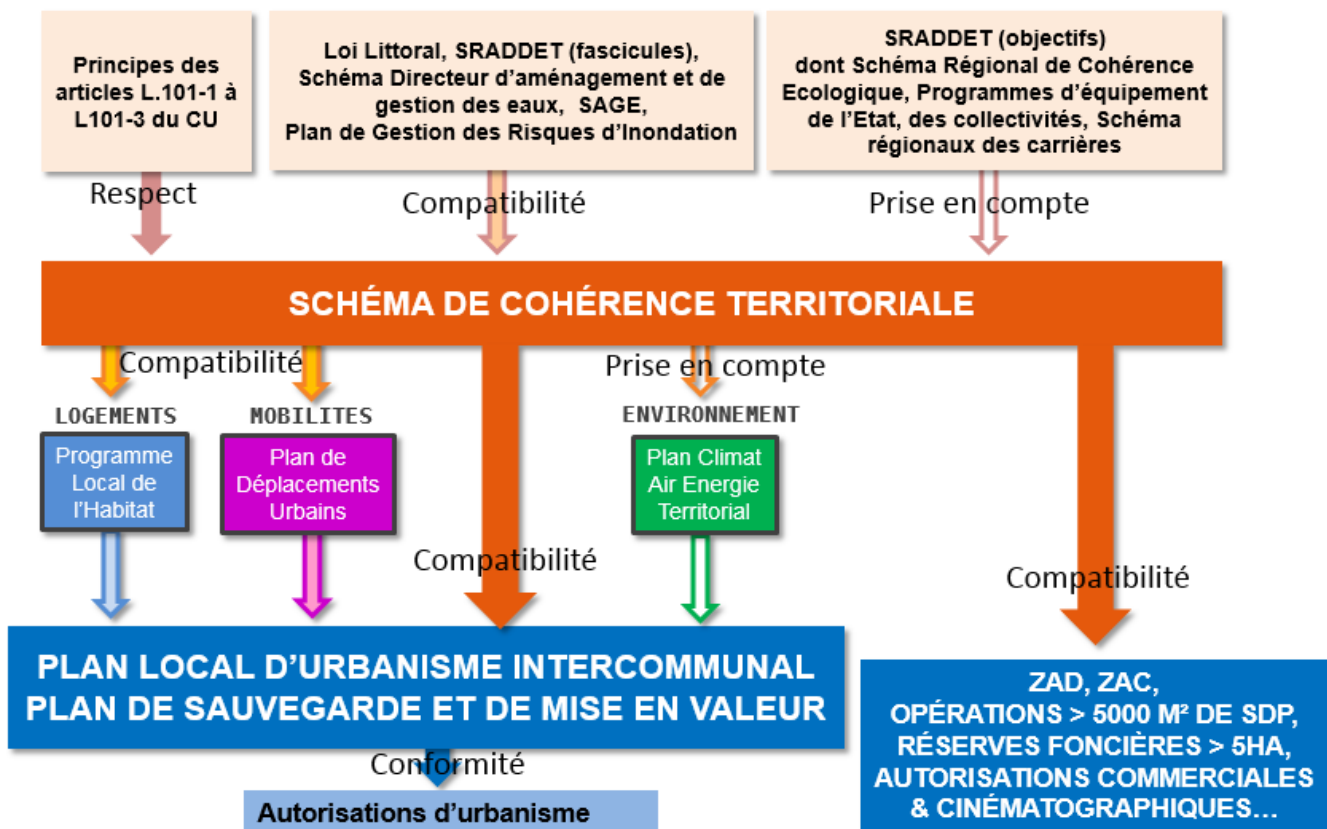 Principes des
articles L.101-1 à
L101-3 du CU
Loi Littoral, SRADDET (fascicules),
Schéma Directeur d'aménagement et de
gestion des eaux, SAGE,
Plan de Gestion des Risques d'Inondation
SRADDET (objectifs)
dont Schéma Régional de Cohérence
Ecologique, Programmes d'équipement
de l'Etat, des collectivités, Schéma
régionaux des carrières
Respect
Compatibilité
Prise en compte
SCHÉMA DE COHÉRENCE TERRITORIALE
Compatibilité
Prise en compte
LOGEMENTS
MOBILITES
ENVIRONNEMENT
Programme
Local de
l'Habitat
Plan de
Déplacements
Urbains
Plan Climat
Air Energie
Territorial
Compatibilité
Compatibilité
PLAN LOCAL D'URBANISME INTERCOMMUNAL
PLAN DE SAUVEGARDE ET DE MISE EN VALEUR
ZAD, ZAC,
OPÉRATIONS > 5000 M² DE SDP,
RÉSERVES FONCIÈRES > 5HA,
AUTORISATIONS COMMERCIALES
& CINÉMATOGRAPHIQUES…
Conformité
Autorisations d'urbanisme